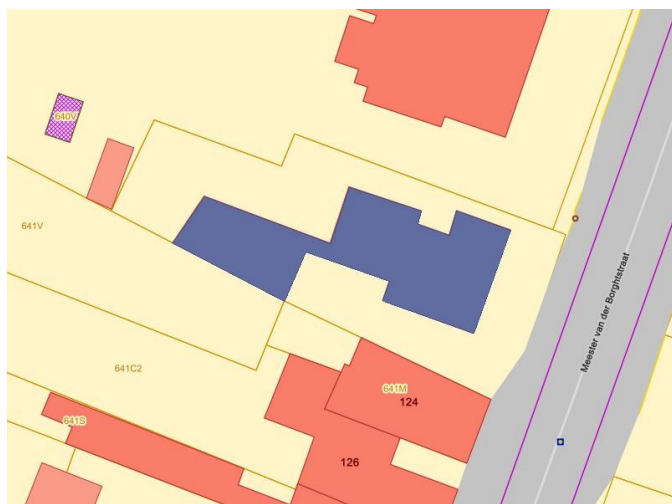 640V
641V
Meester van der Borghtstraat
641C2
641M
124
641S
126